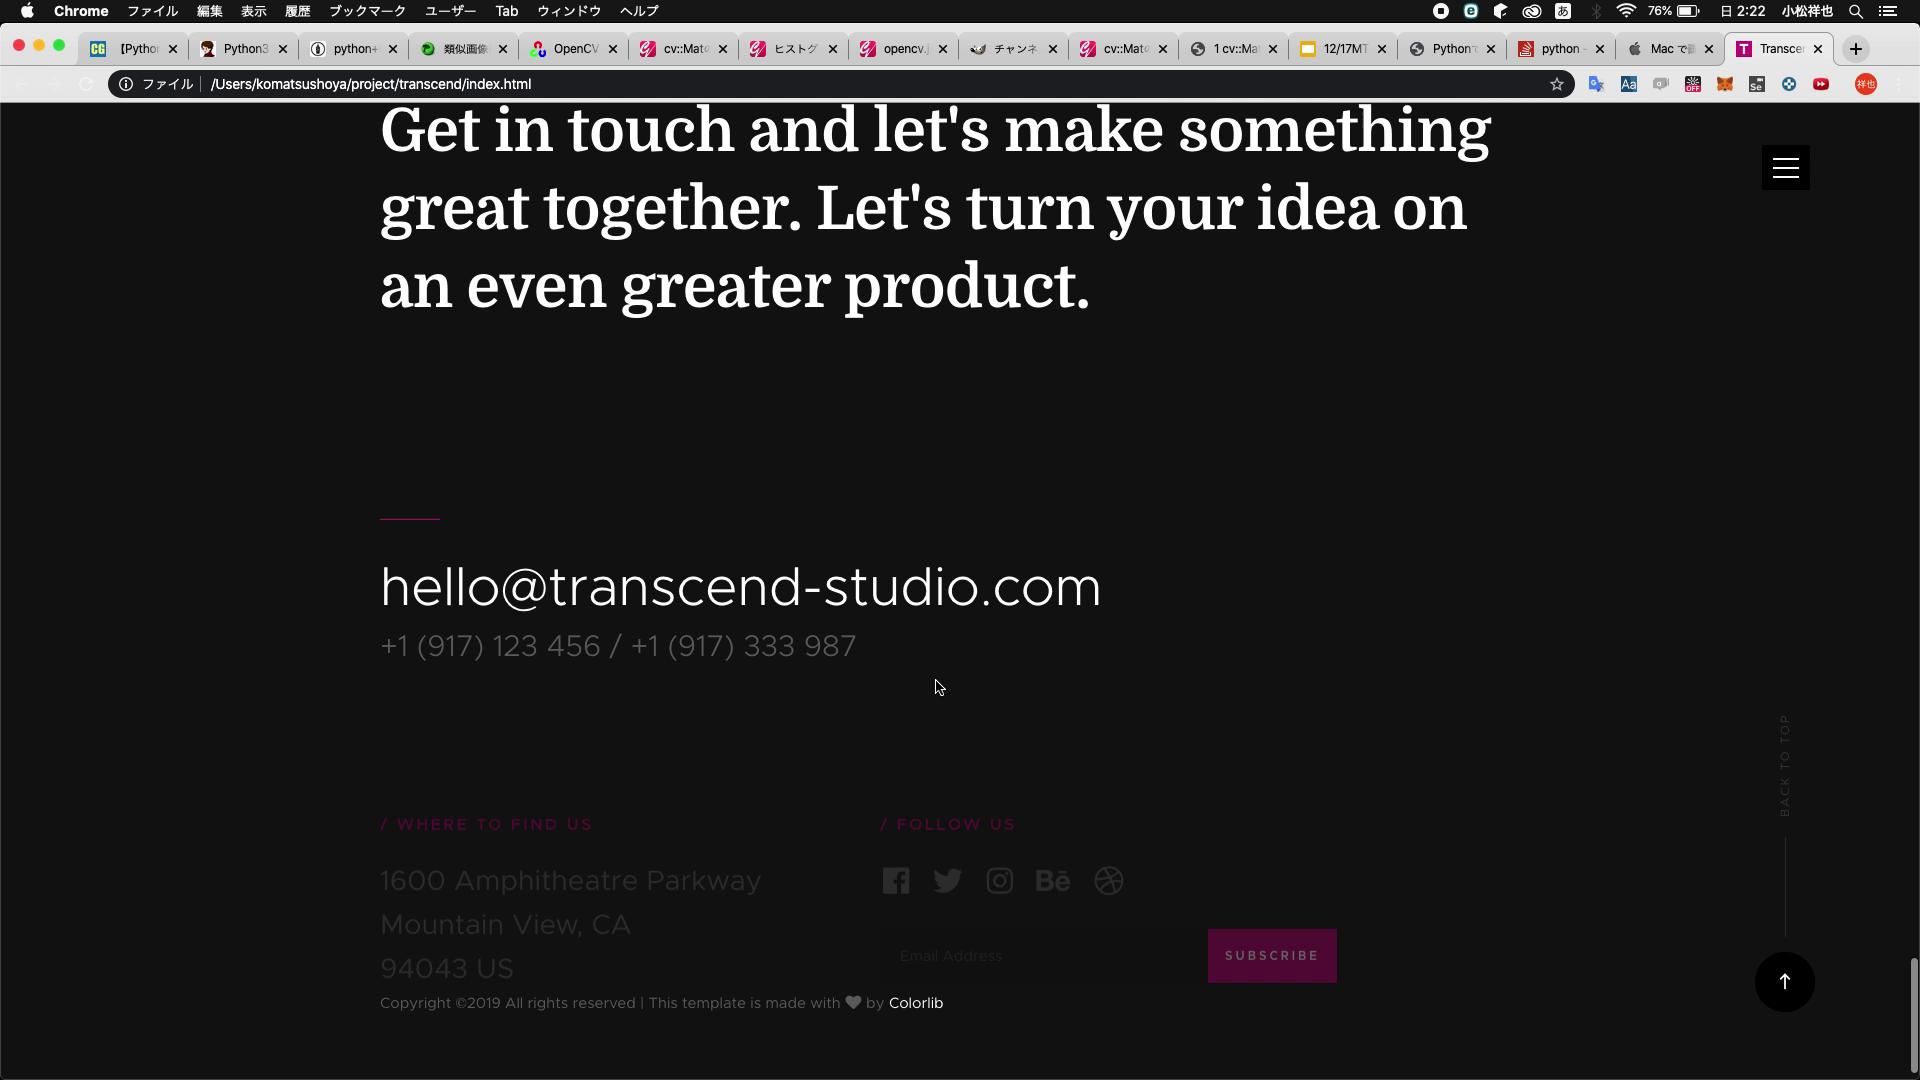 Chrome ファイル 編集 表示 履歴 ブックマーク ユーザー Tab ウィンドウ ヘルプ あ 76% 日 2:22 小松祥也
【Pytho Python3 python+ 類似画像 OpenCV cv::Mat ヒストグ opencv. チャンネ cv::Mat 1 cv::Ma 12/17MT Python python - Mac で Transce
ファイル /Users/komatsushoya/project/transcend/index.html 祥也
Get in touch and let's make something
great together. Let's turn your idea on
an even greater product.
hello@transcend-studio.com
+1 (917) 123 456 / +1 (917) 333 987
BACK TO TOP
/ WHERE TO FIND US
1600 Amphitheatre Parkway
Mountain View, CA
94043 US
/ FOLLOW US
Bē
Email Address SUBSCRIBE
Copyright ©2019 All rights reserved | This template is made with ♥ by Colorlib